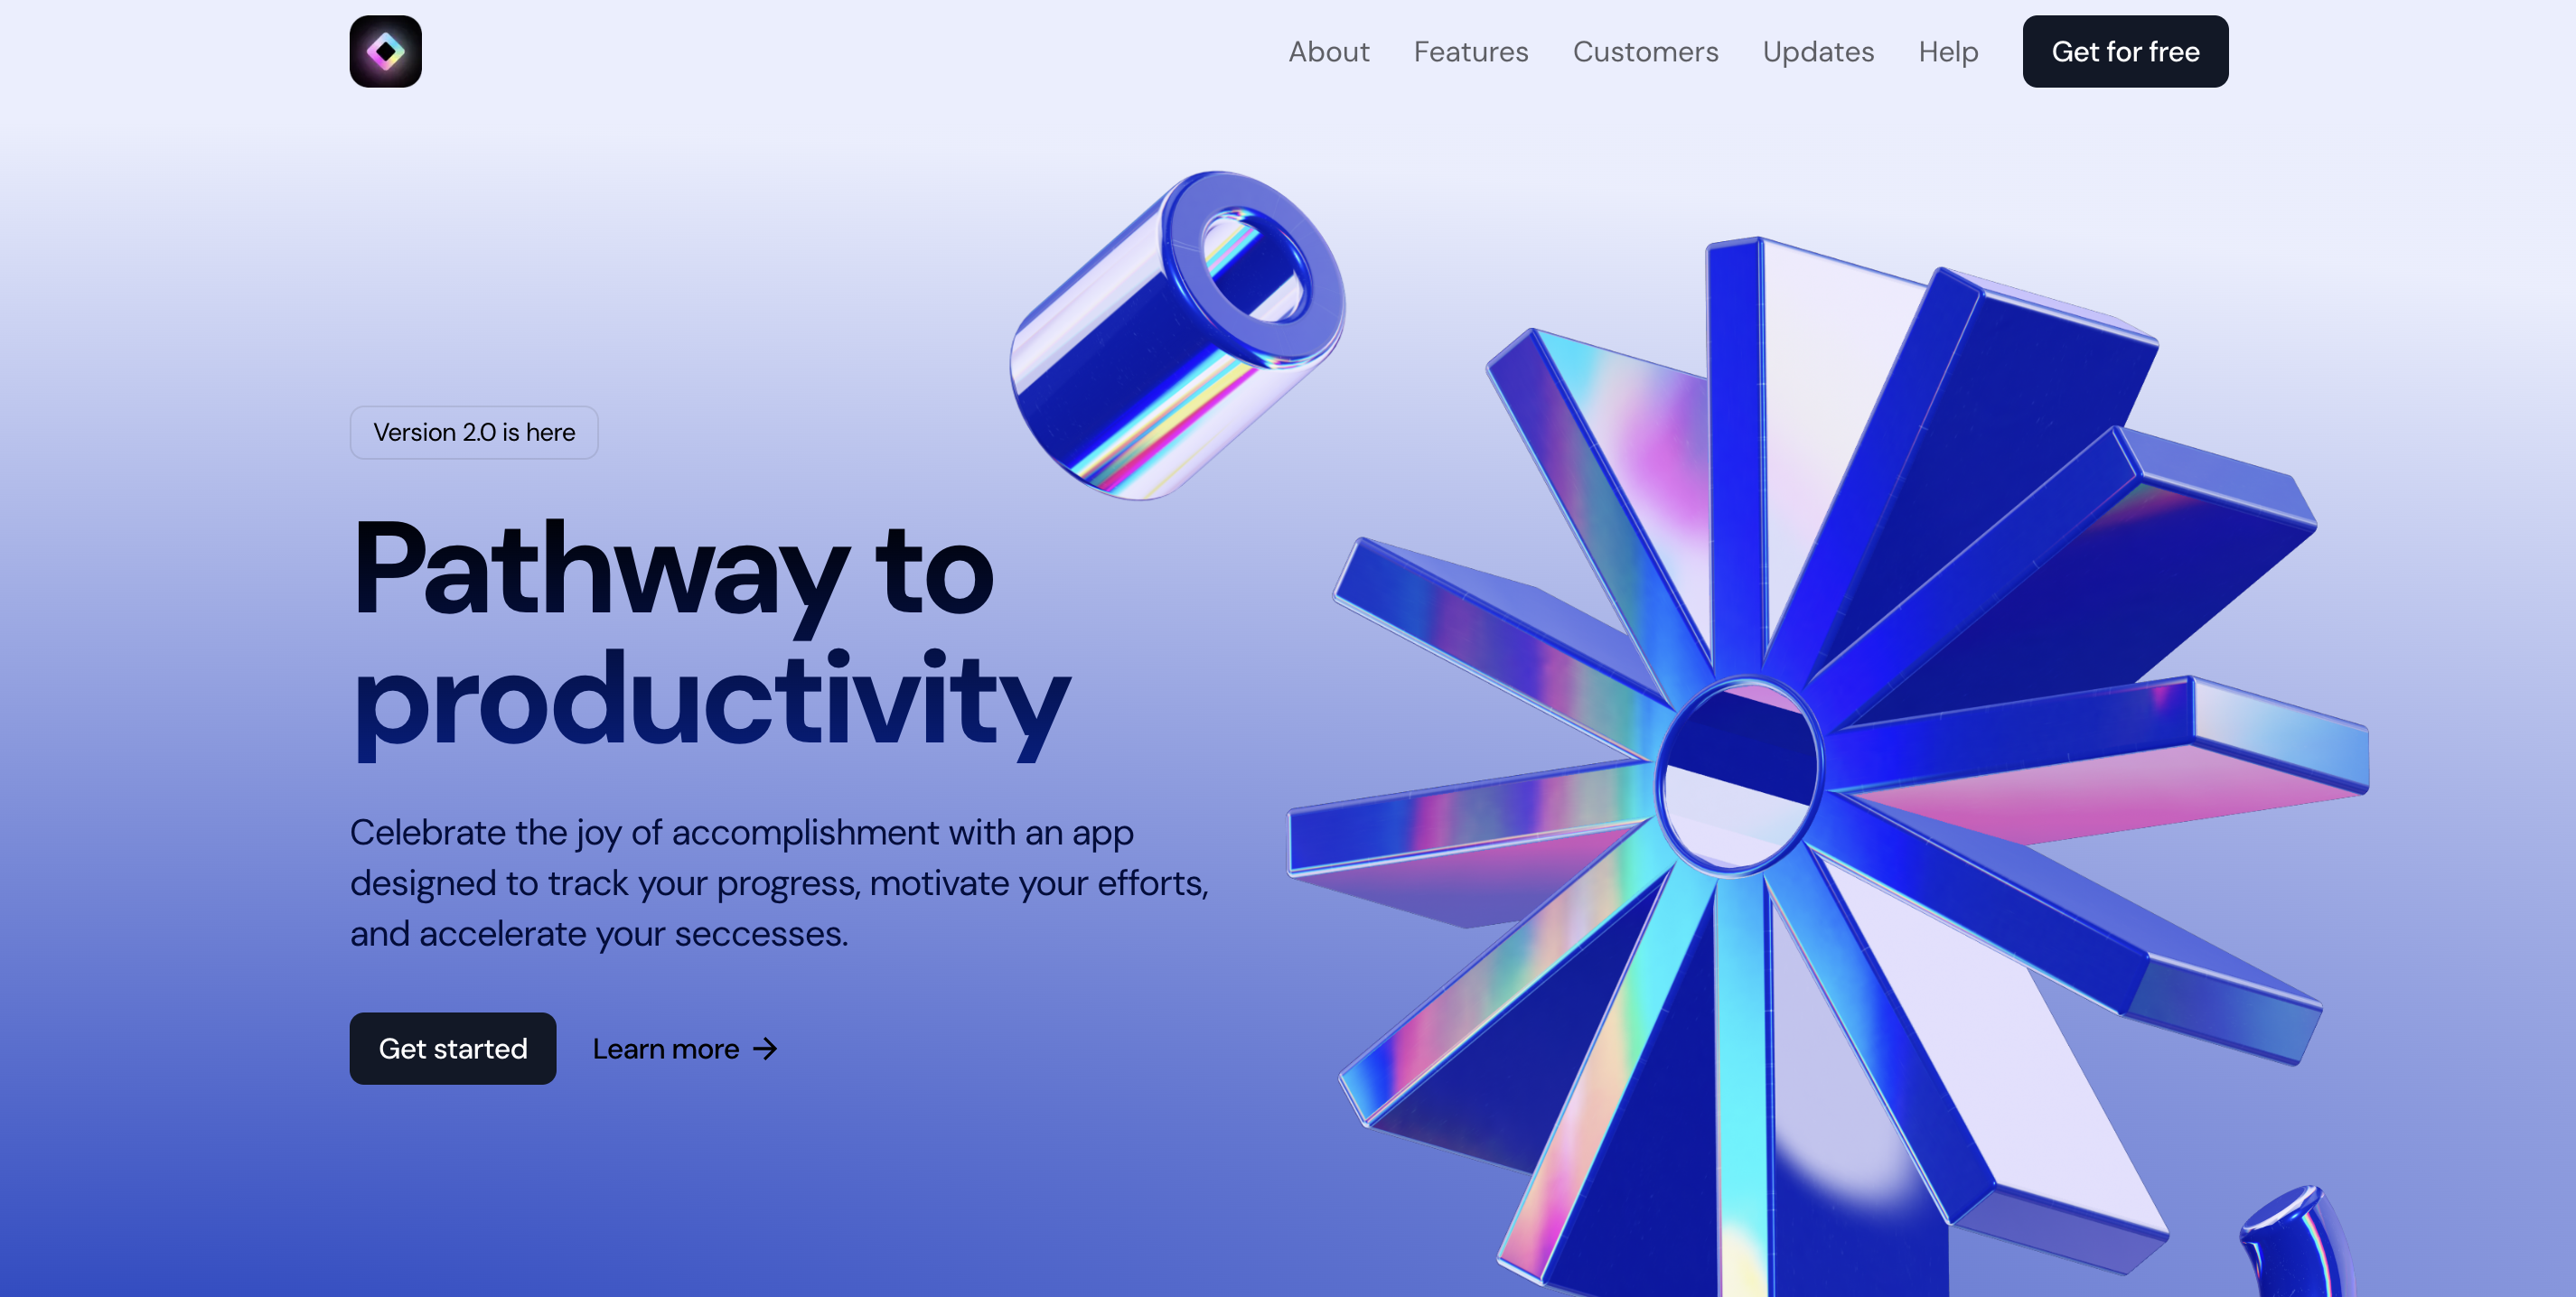 About
Features
Customers
Updates
Help
Get for free
Version 2.0 is here
Pathway to
productivity
Celebrate the joy of accomplishment with an app
designed to track your progress, motivate your efforts,
and accelerate your seccesses.
Get started
Learn more →